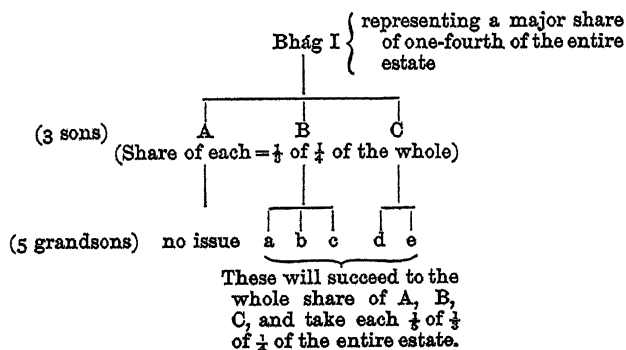 Bhág I { representing a major share
of one-fourth of the entire
estate
(3 sons) A B C
(Share of each = ⅓ of ¼ of the whole)
(5 grandsons) no issue a b c d e
These will succeed to the
whole share of A, B,
C, and take each ⅕ of ⅓
of ¼ of the entire estate.